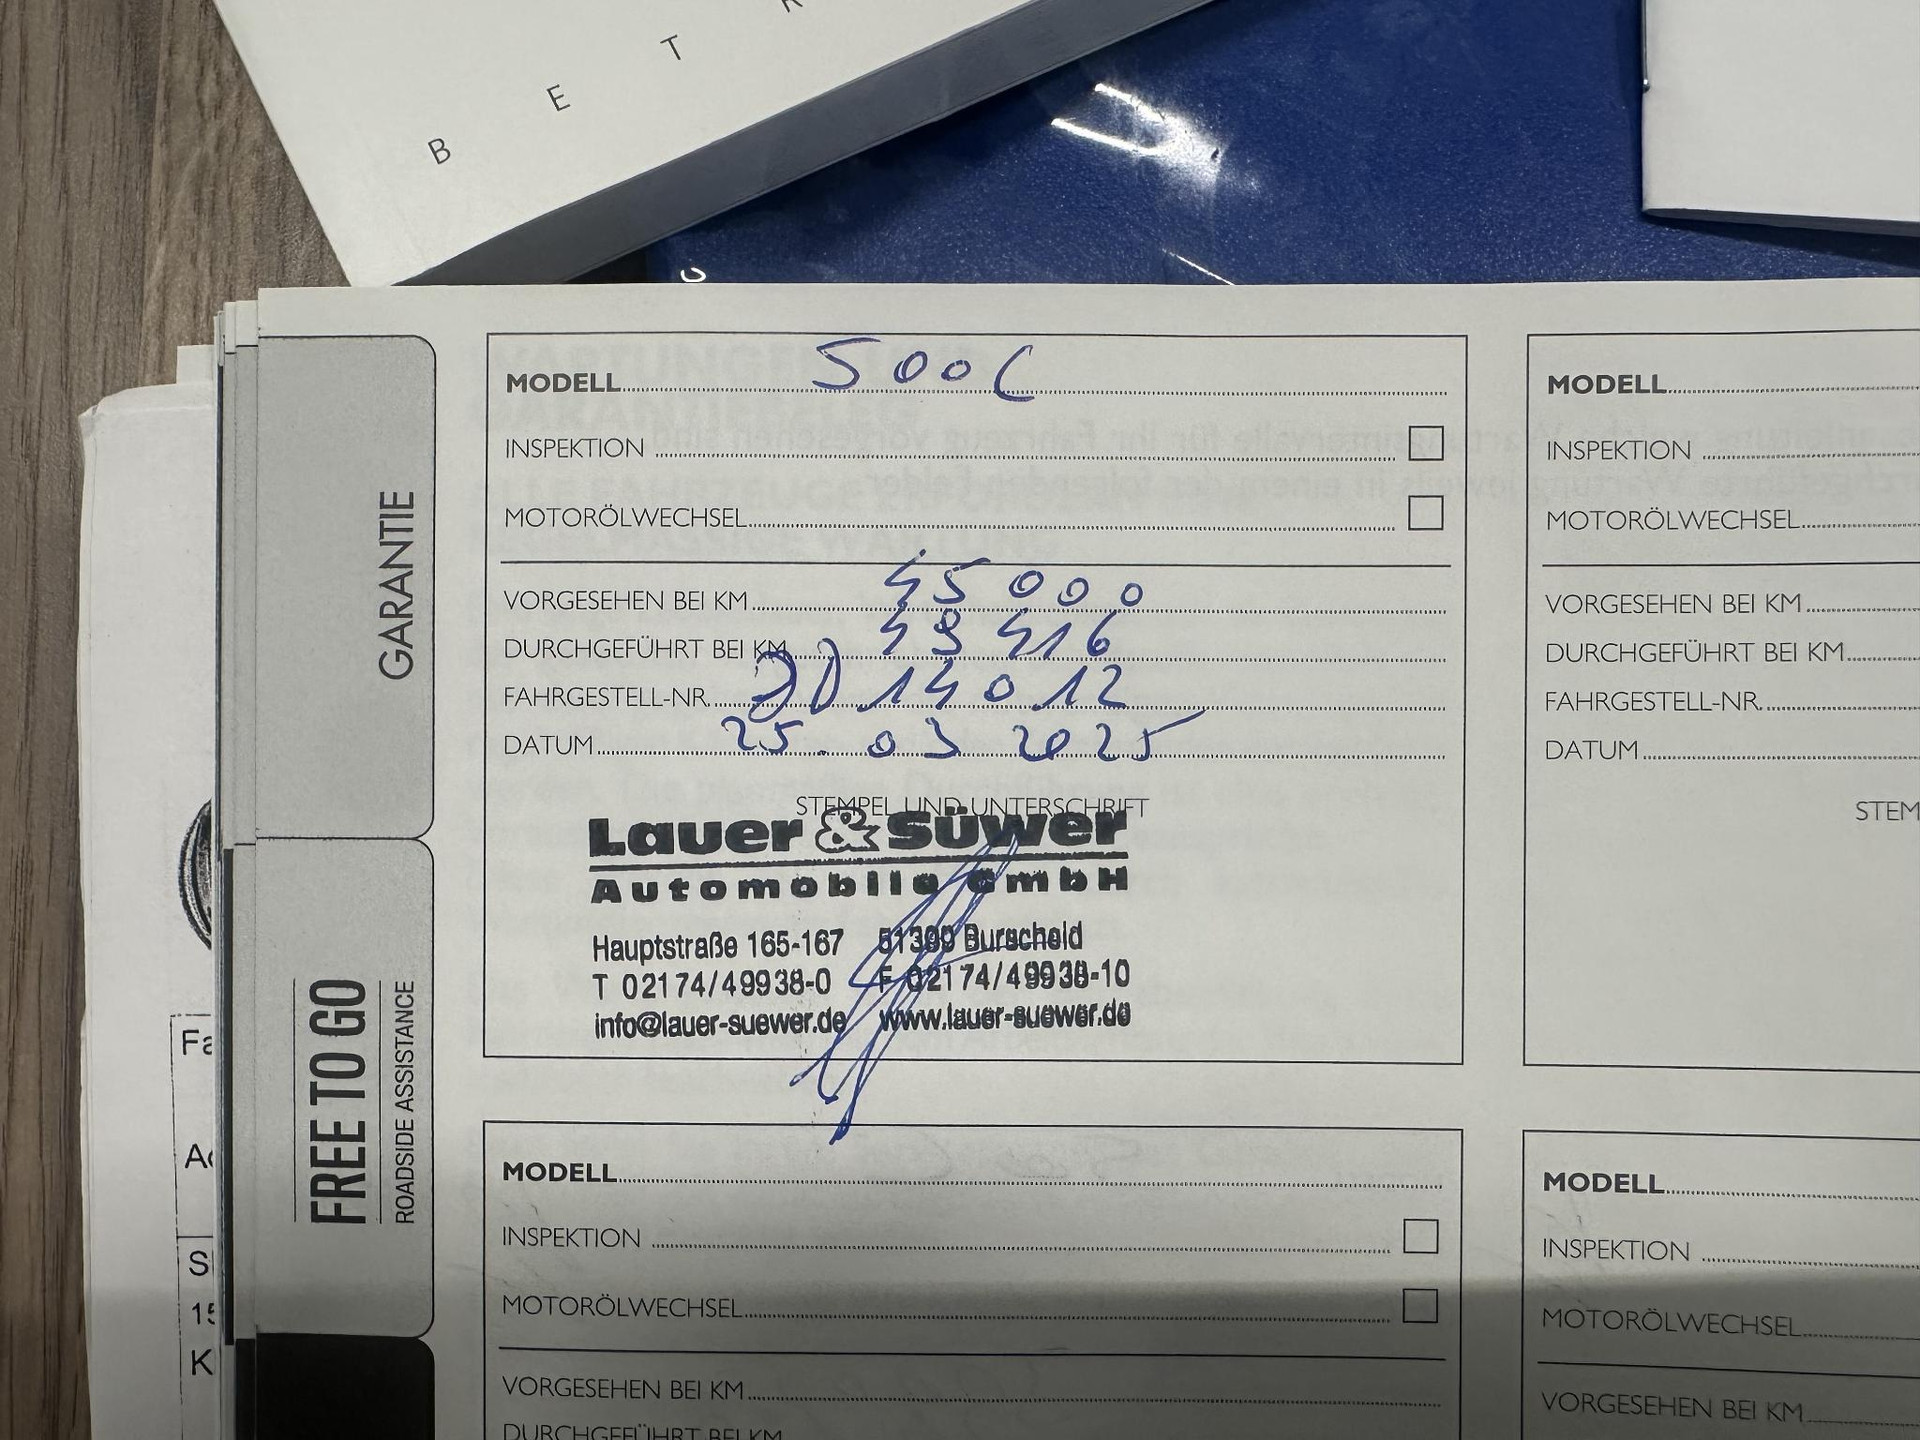 B E T R
GARANTIE
FREE TO GO
ROADSIDE ASSISTANCE
MODELL 500C
INSPEKTION
MOTORÖLWECHSEL
VORGESEHEN BEI KM 45000
DURCHGEFÜHRT BEI KM
FAHRGESTELL-NR.
DATUM 25.03 2025
STEMPEL UND UNTERSCHRIFT
Lauer & Süwer
Automobile GmbH
Hauptstraße 165-167 51399 Burscheid
T 02174/49938-0 F 02174/49938-10
info@lauer-suewer.de www.lauer-suewer.de
MODELL
INSPEKTION
MOTORÖLWECHSEL
VORGESEHEN BEI KM
DURCHGEFÜHRT BEI KM
FAHRGESTELL-NR.
DATUM
STEM
MODELL
INSPEKTION
MOTORÖLWECHSEL
VORGESEHEN BEI KM
DURCHGEFÜHRT BEI KM
MODELL
INSPEKTION
MOTORÖLWECHSEL
VORGESEHEN BEI KM